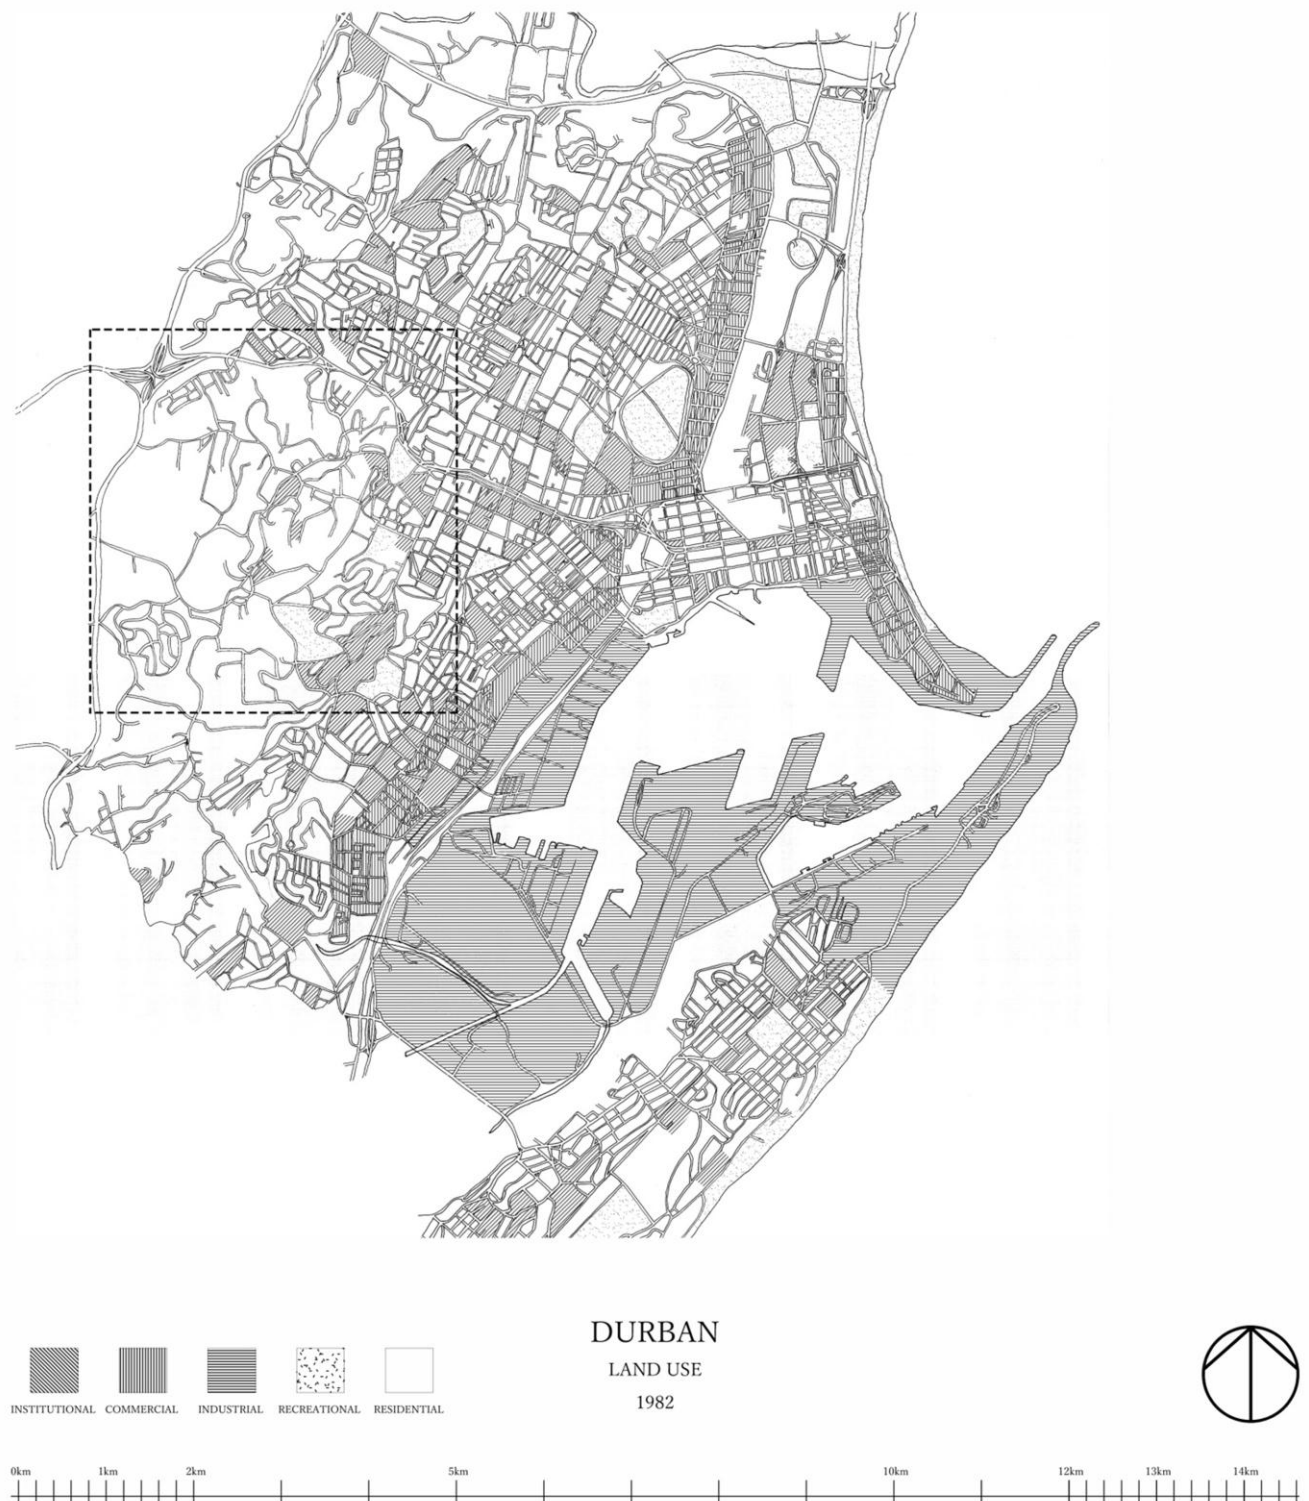 DURBAN
LAND USE
1982
INSTITUTIONAL COMMERCIAL INDUSTRIAL RECREATIONAL RESIDENTIAL
0km 1km 2km 5km 10km 12km 13km 14km